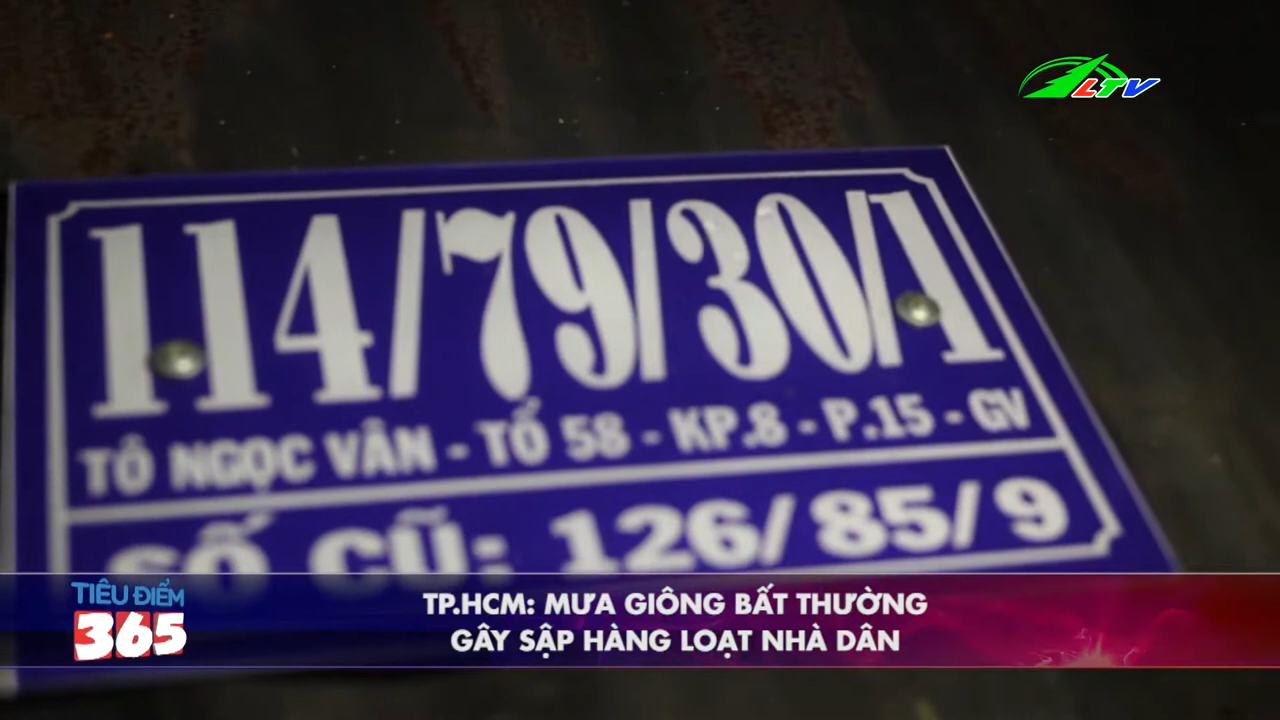 LTV
114/79/30/1
TÔ NGỌC VÂN - TỔ 58 - KP.8 - P.15 - GV
SỐ CŨ: 126/85/9
TIÊU ĐIỂM
365
TP.HCM: MƯA GIÔNG BẤT THƯỜNG
GÂY SẬP HÀNG LOẠT NHÀ DÂN